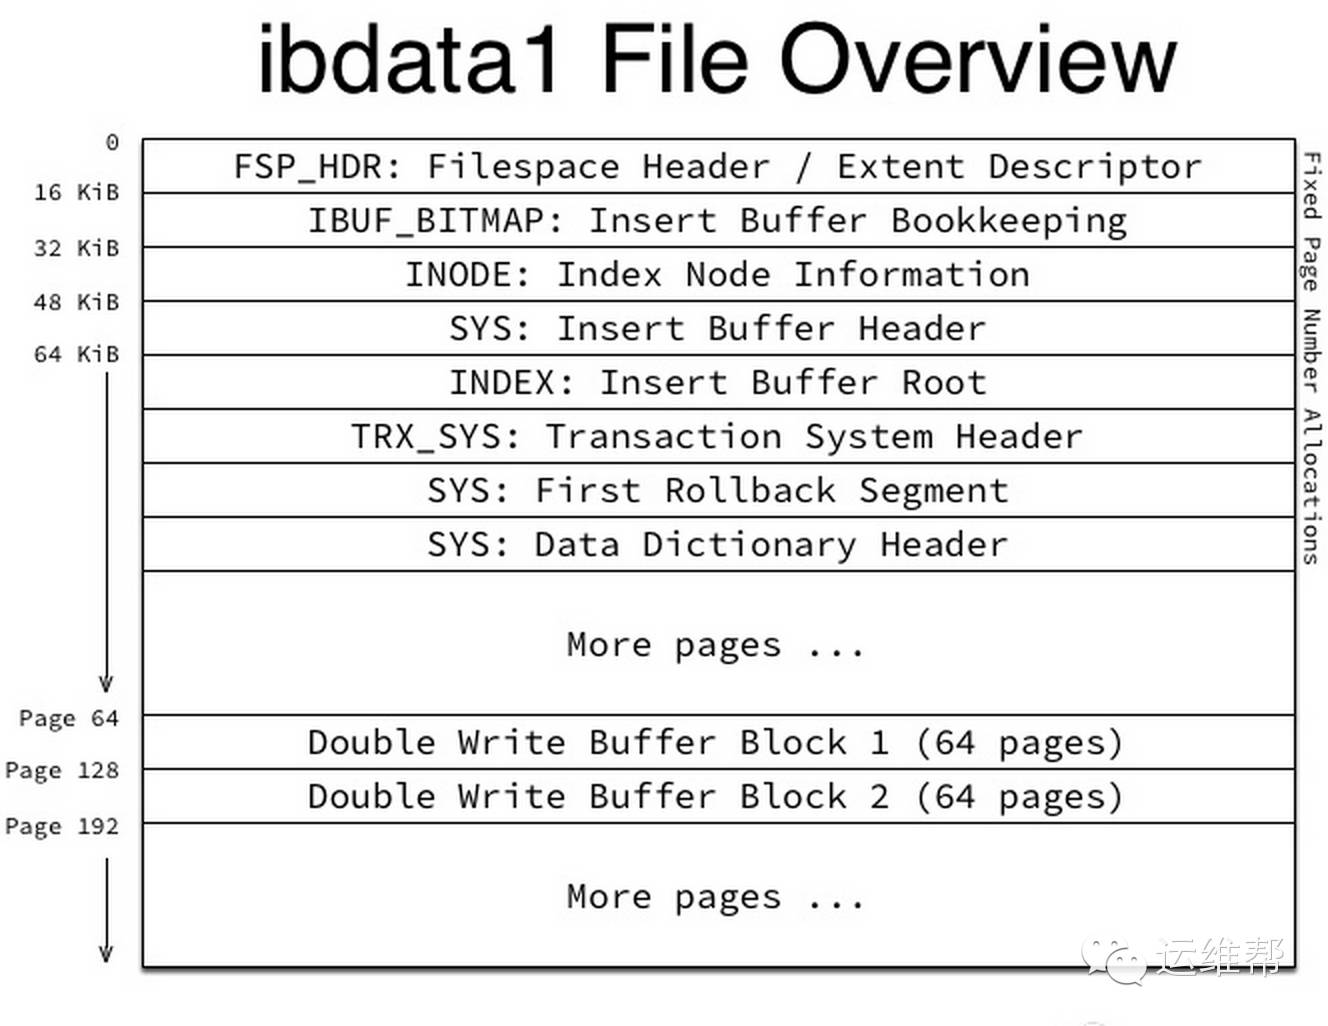 ibdata1 File Overview
0
FSP_HDR: Filespace Header / Extent Descriptor
16 KiB
IBUF_BITMAP: Insert Buffer Bookkeeping
32 KiB
INODE: Index Node Information
48 KiB
SYS: Insert Buffer Header
64 KiB
INDEX: Insert Buffer Root
TRX_SYS: Transaction System Header
SYS: First Rollback Segment
SYS: Data Dictionary Header
Fixed Page Number Allocations
More pages ...
Page 64
Double Write Buffer Block 1 (64 pages)
Page 128
Double Write Buffer Block 2 (64 pages)
Page 192
More pages ...
运维帮